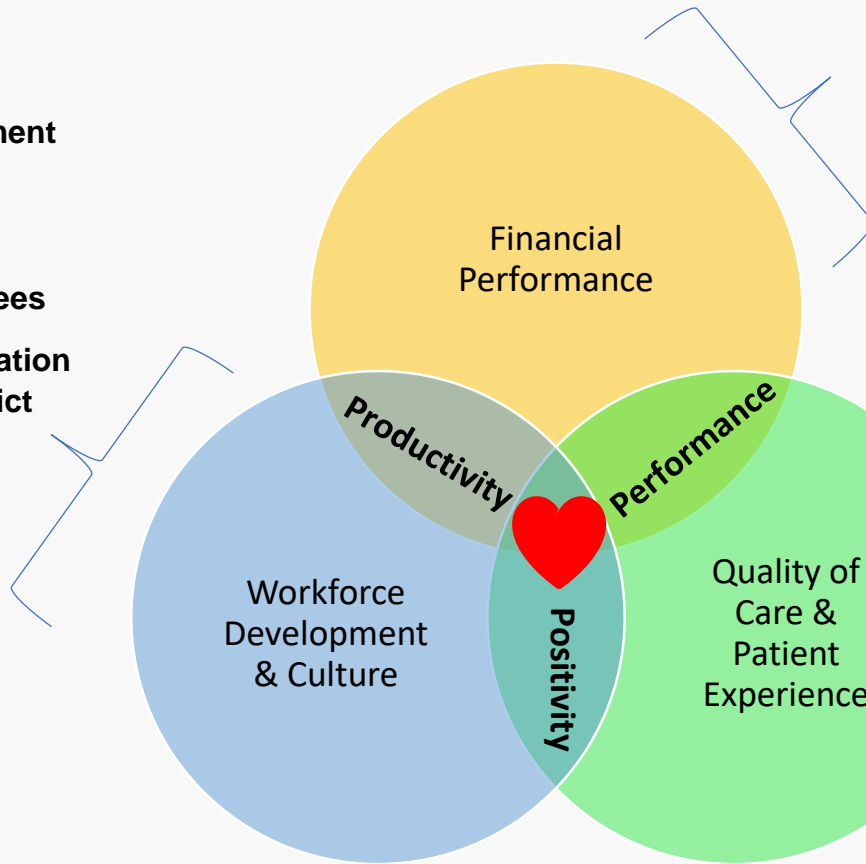 Financial
Performance
Productivity
Performance
Workforce
Development
& Culture
Positivity
Quality of
Care &
Patient
Experience